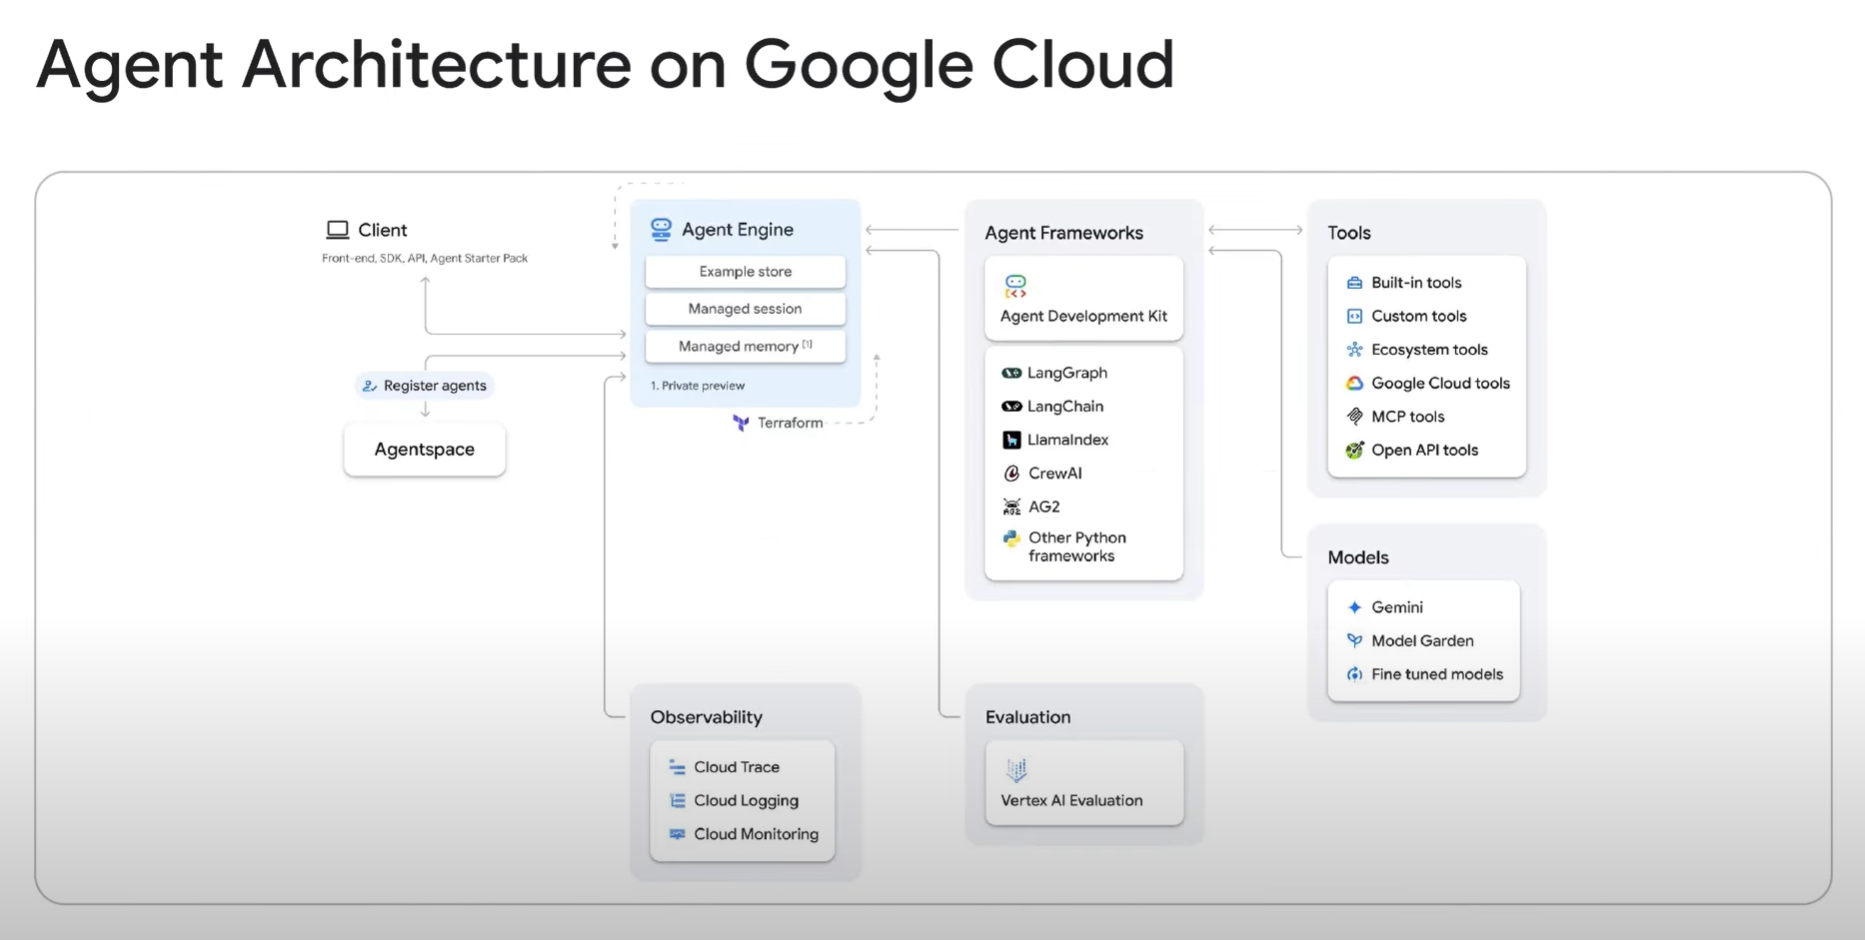 Agent Architecture on Google Cloud
Client
Front-end, SDK, API, Agent Starter Pack
Register agents
Agentspace
Agent Engine
Example store
Managed session
Managed memory [1]
1. Private preview
Terraform
Agent Frameworks
Agent Development Kit
LangGraph
LangChain
LlamaIndex
CrewAI
AG2
Other Python
frameworks
Tools
Built-in tools
Custom tools
Ecosystem tools
Google Cloud tools
MCP tools
Open API tools
Models
Gemini
Model Garden
Fine tuned models
Observability
Cloud Trace
Cloud Logging
Cloud Monitoring
Evaluation
Vertex AI Evaluation